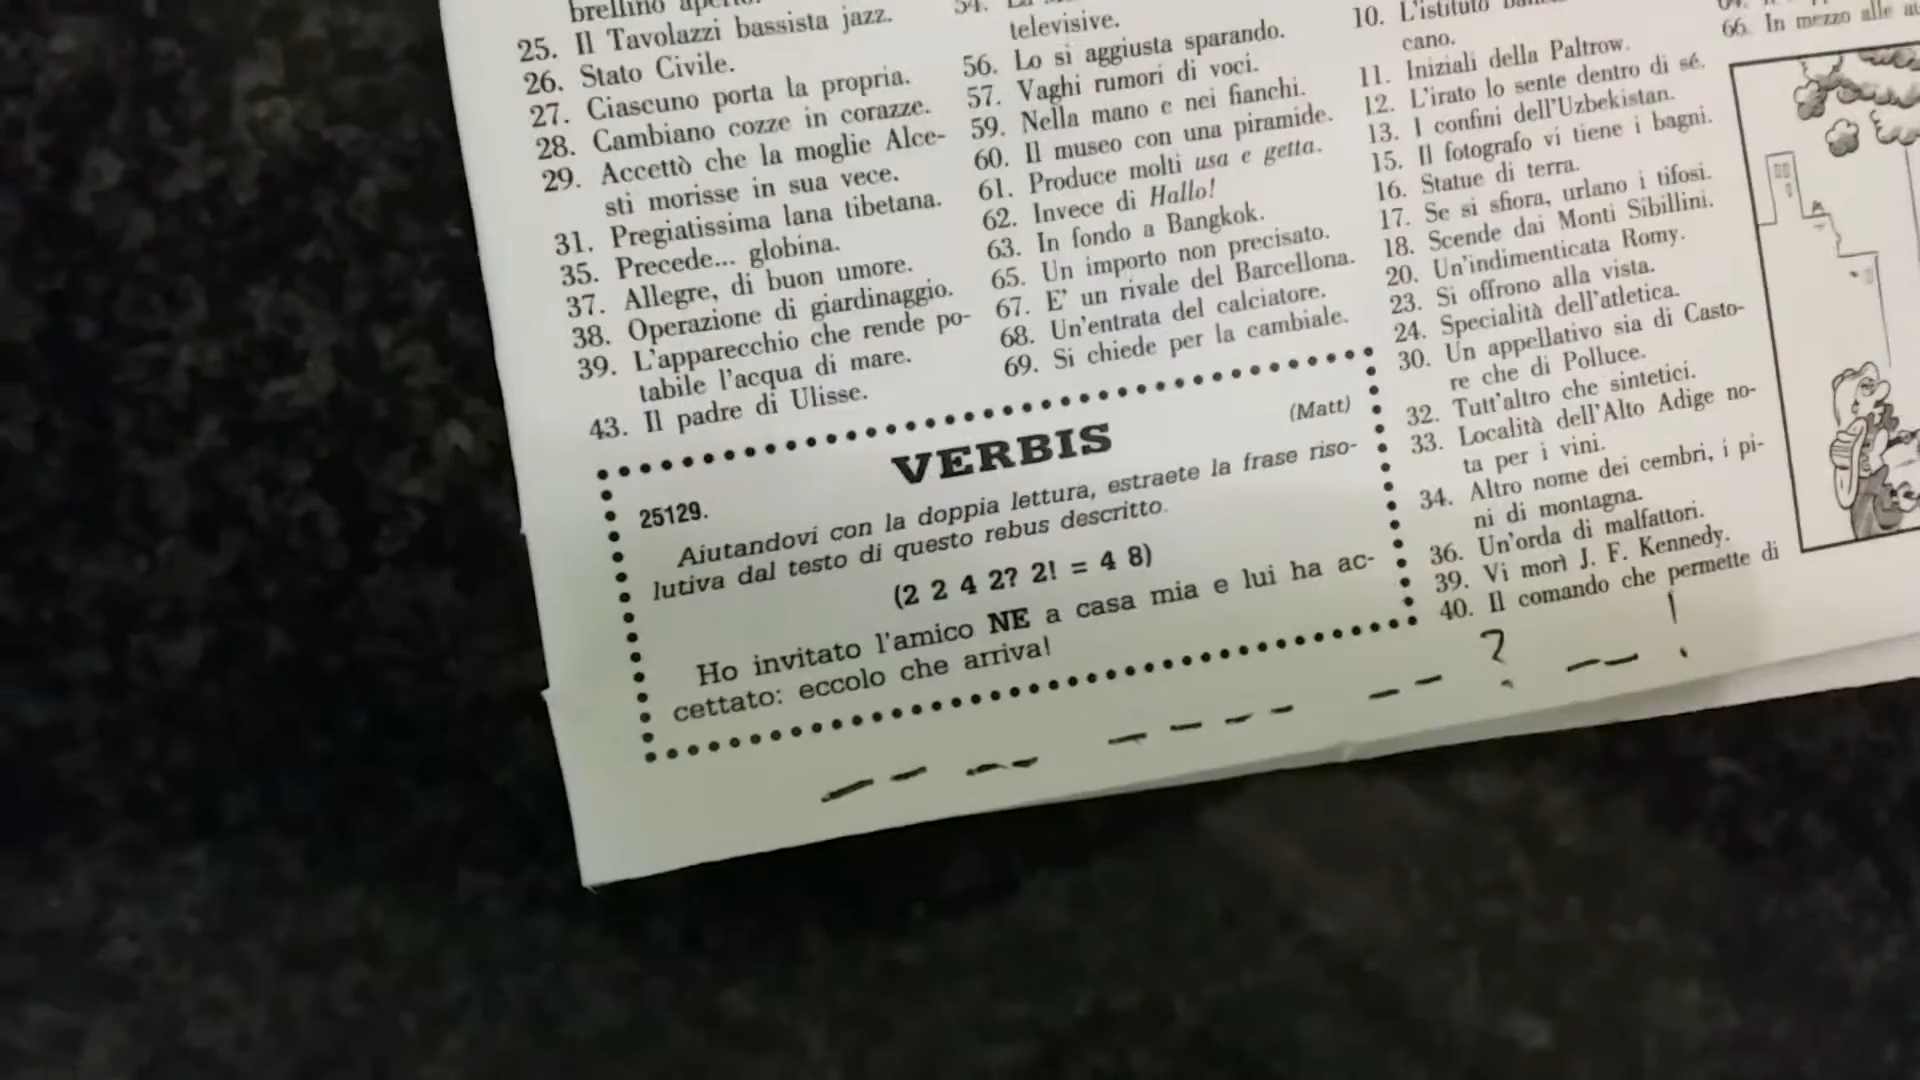 25. Il Tavolazzi bassista jazz.
26. Stato Civile.
27. Ciascuno porta la propria.
28. Cambiano cozze in corazze.
29. Accettò che la moglie Alce-
sti morisse in sua vece.
31. Pregiatissima lana tibetana.
35. Precede... globina.
37. Allegre, di buon umore.
38. Operazione di giardinaggio.
39. L'apparecchio che rende po-
tabile l'acqua di mare.
43. Il padre di Ulisse.
televisive.
56. Lo si aggiusta sparando.
57. Vaghi rumori di voci.
59. Nella mano e nei fianchi.
60. Il museo con una piramide.
61. Produce molti usa e getta.
62. Invece di Hallo!
63. In fondo a Bangkok.
65. Un importo non precisato.
67. E' un rivale del Barcellona.
68. Un'entrata del calciatore.
69. Si chiede per la cambiale.
VERBIS
(Matt)
25129.
Aiutandovi con la doppia lettura, estraete la frase riso-
lutiva dal testo di questo rebus descritto.
(2 2 4 2? 2! = 4 8)
Ho invitato l'amico NE a casa mia e lui ha ac-
cettato: eccolo che arriva!
? !
10. L'istituto
cano.
11. Iniziali della Paltrow.
12. L'irato lo sente dentro di sé.
13. I confini dell'Uzbekistan.
15. Il fotografo vi tiene i bagni.
16. Statue di terra.
17. Se si sfiora, urlano i tifosi.
18. Scende dai Monti Sibillini.
20. Un'indimenticata Romy.
23. Si offrono alla vista.
24. Specialità dell'atletica.
30. Un appellativo sia di Casto-
re che di Polluce.
32. Tutt'altro che sintetici.
33. Località dell'Alto Adige no-
ta per i vini.
34. Altro nome dei cembri, i pi-
ni di montagna.
36. Un'orda di malfattori.
39. Vi morì J. F. Kennedy.
40. Il comando che permette di
66. In mezzo alle